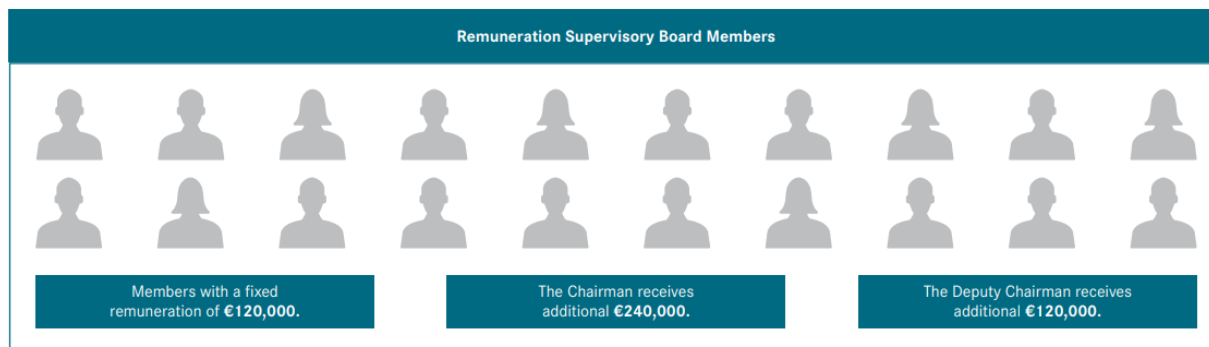 Remuneration Supervisory Board Members
Members with a fixed
remuneration of €120,000.
The Chairman receives
additional €240,000.
The Deputy Chairman receives
additional €120,000.